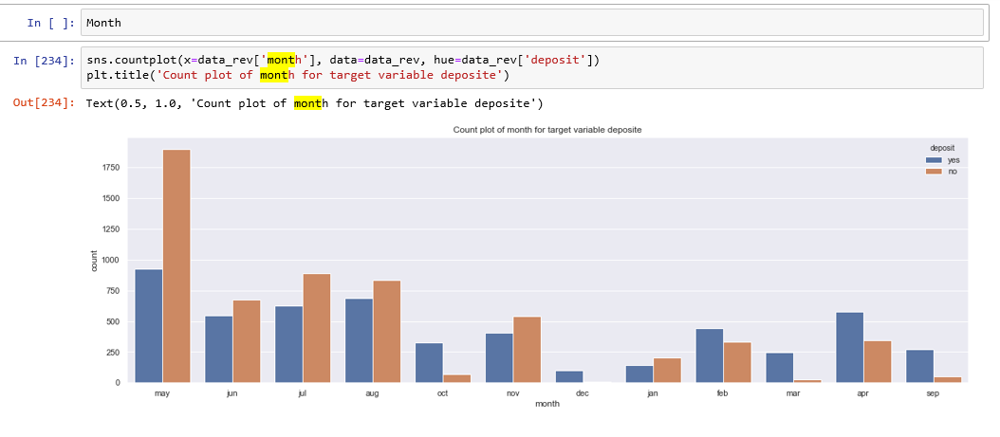 In [ ]: Month
In [234]: sns.countplot(x=data_rev['month'], data=data_rev, hue=data_rev['deposit'])
plt.title('Count plot of month for target variable deposite')
Out[234]: Text(0.5, 1.0, 'Count plot of month for target variable deposite')
Count plot of month for target variable deposite
deposit
yes
no
1750
1500
1250
1000
750
500
250
0
count
may jun jul aug oct nov dec jan feb mar apr sep
month